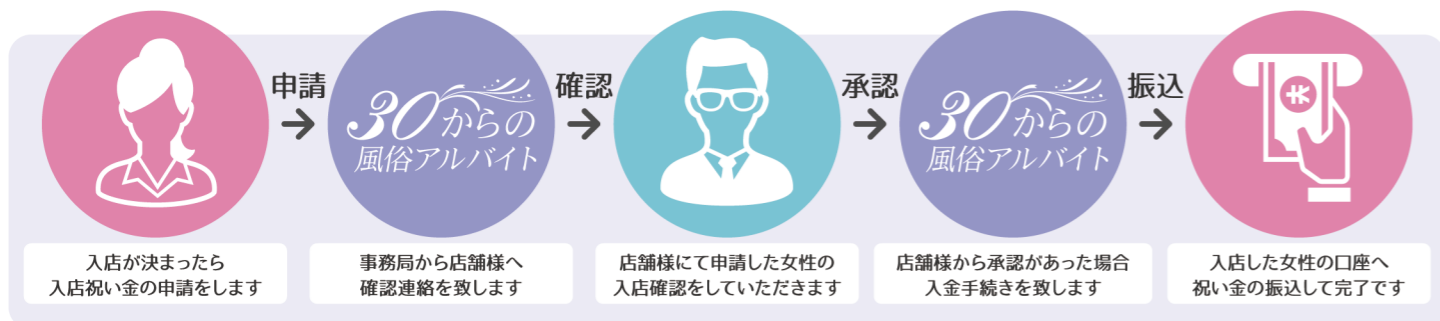 申請
確認
承認
振込
30からの
風俗アルバイト
30からの
風俗アルバイト
入店が決まったら
入店祝い金の申請をします
事務局から店舗様へ
確認連絡を致します
店舗様にて申請した女性の
入店確認をしていただきます
店舗様から承認があった場合
入金手続きを致します
入店した女性の口座へ
祝い金の振込して完了です